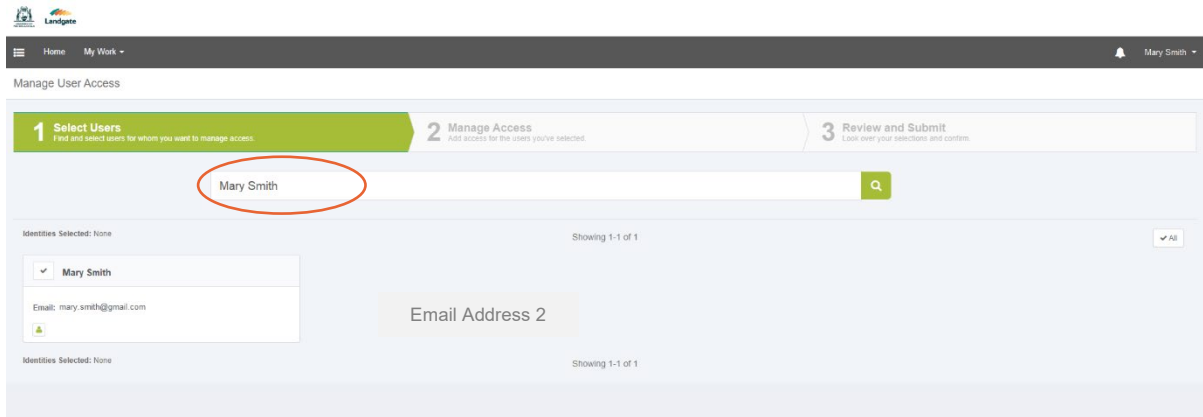 Landgate
Home My Work
Mary Smith
Manage User Access
1 Select Users
Find and select users for whom you want to manage access.
2 Manage Access
Add access for the users you've selected.
3 Review and Submit
Look over your selections and confirm.
Mary Smith
Identities Selected: None
Showing 1-1 of 1
All
Mary Smith
Email: mary.smith@gmail.com
Email Address 2
Identities Selected: None
Showing 1-1 of 1